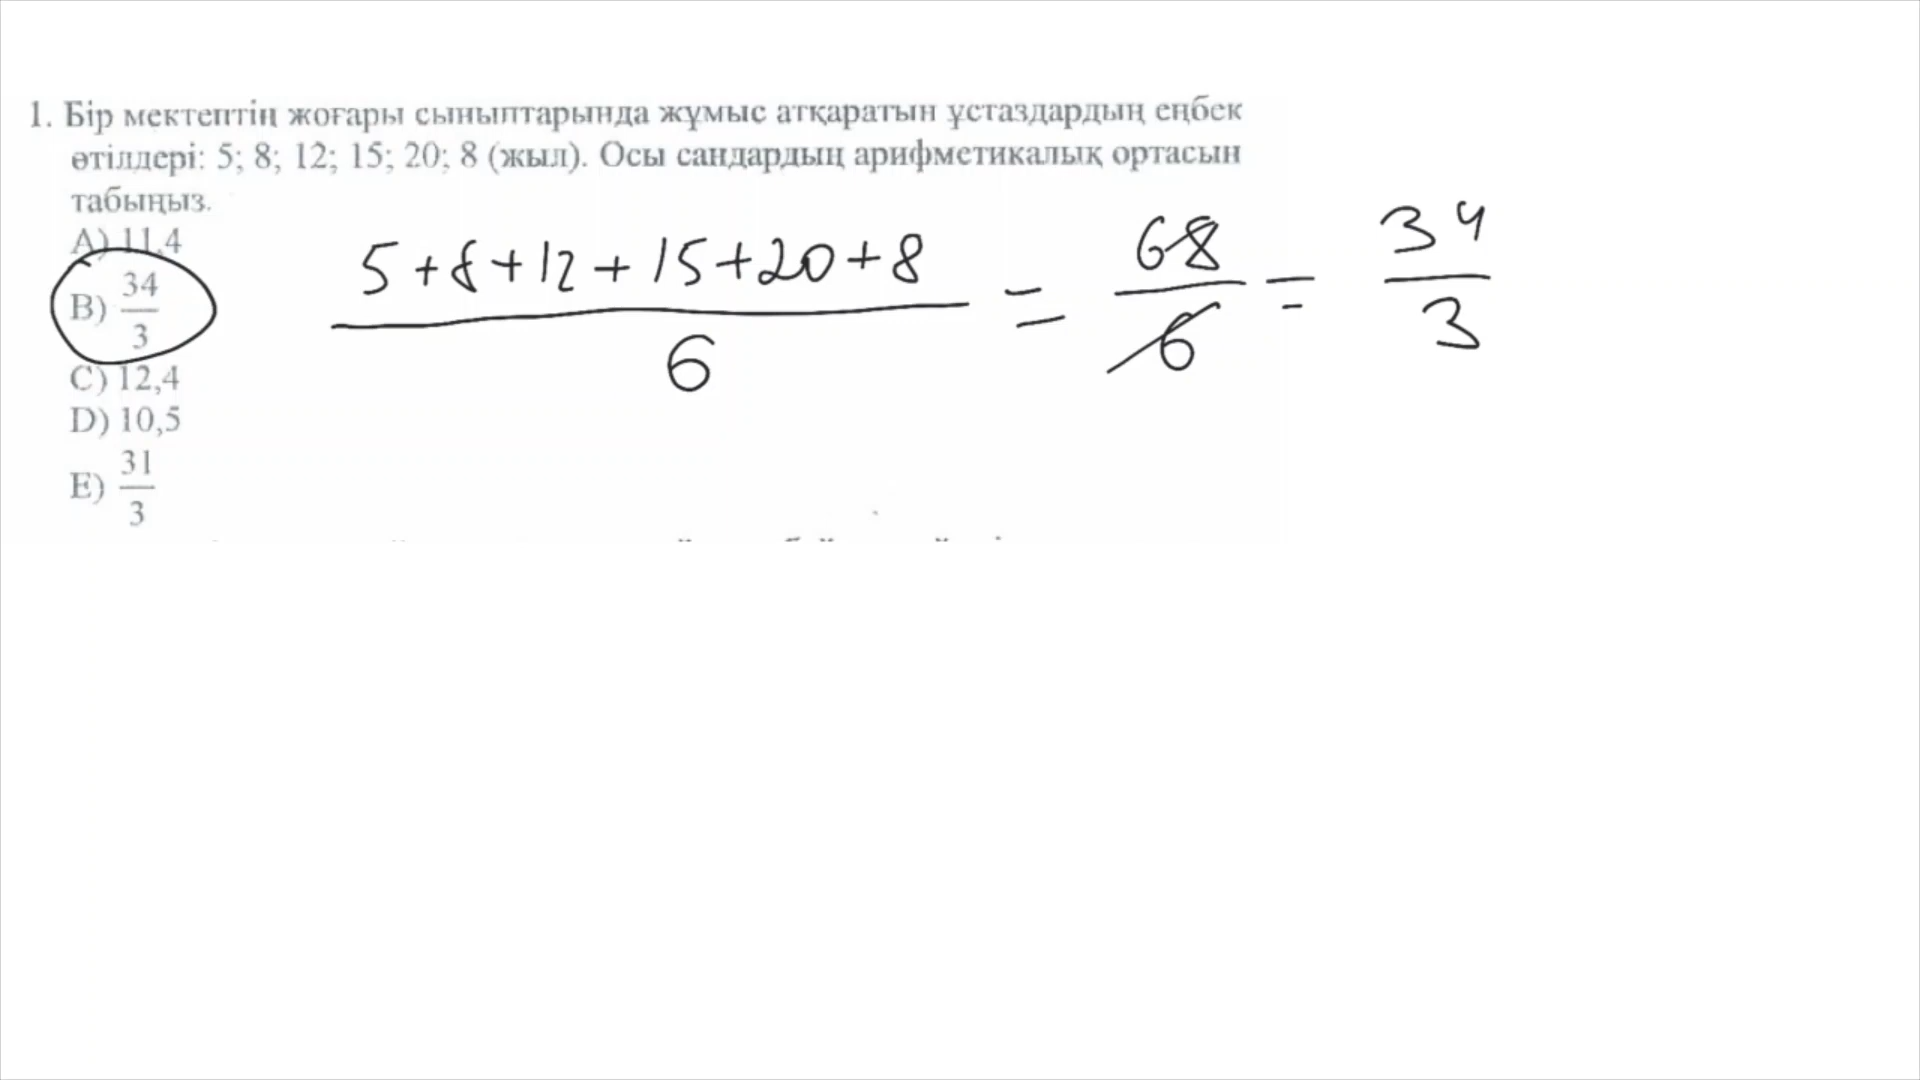 1. Бір мектептің жоғары сыныптарында жұмыс атқаратын ұстаздардың еңбек
өтілдері: 5; 8; 12; 15; 20; 8 (жыл). Осы сандардың арифметикалық ортасын
табыңыз.
A) 11,4
B) 34/3
C) 12,4
D) 10,5
E) 31/3
(5+8+12+15+20+8)/6 = 68/6 = 34/3